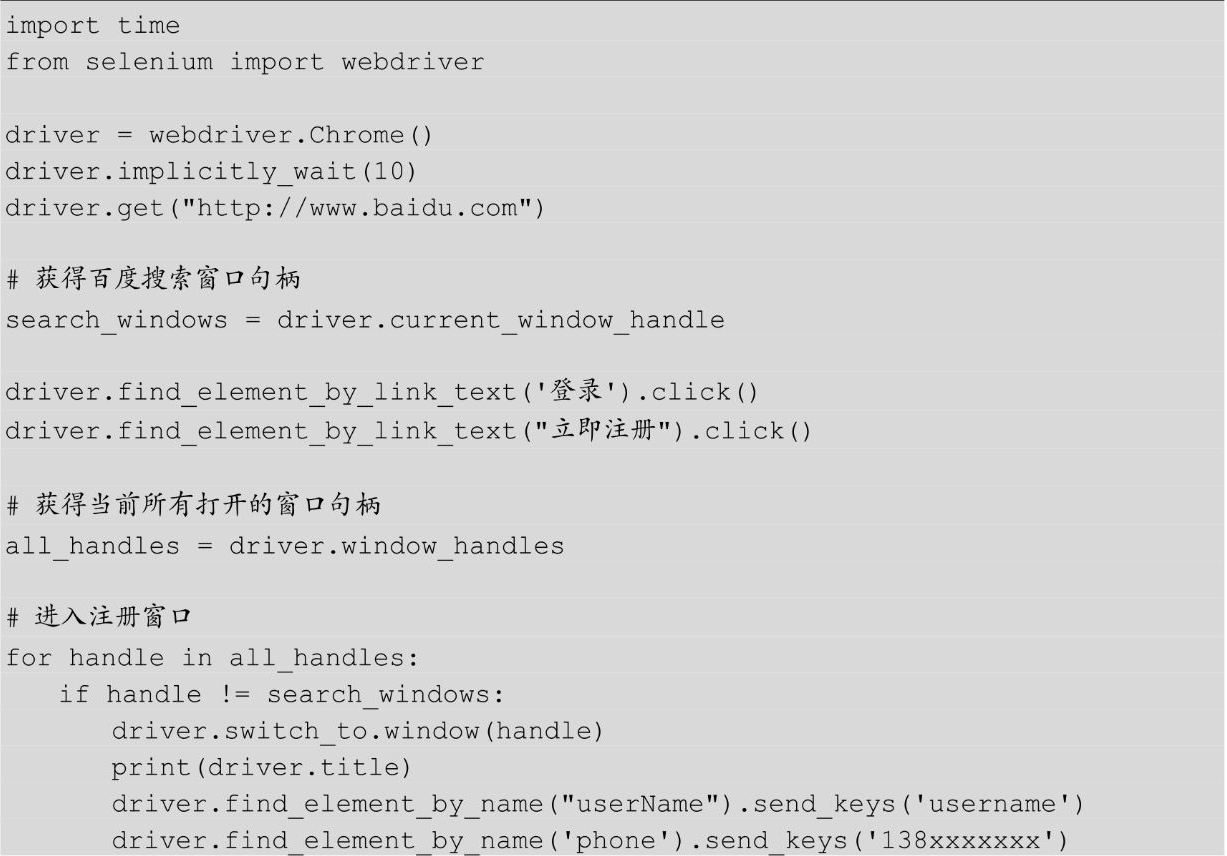 import time
from selenium import webdriver
driver = webdriver.Chrome()
driver.implicitly_wait(10)
driver.get("http://www.baidu.com")
# 获得百度搜索窗口句柄
search_windows = driver.current_window_handle
driver.find_element_by_link_text('登录').click()
driver.find_element_by_link_text("立即注册").click()
# 获得当前所有打开的窗口句柄
all_handles = driver.window_handles
# 进入注册窗口
for handle in all_handles:
    if handle != search_windows:
        driver.switch_to.window(handle)
        print(driver.title)
        driver.find_element_by_name("userName").send_keys('username')
        driver.find_element_by_name('phone').send_keys('138xxxxxxx')